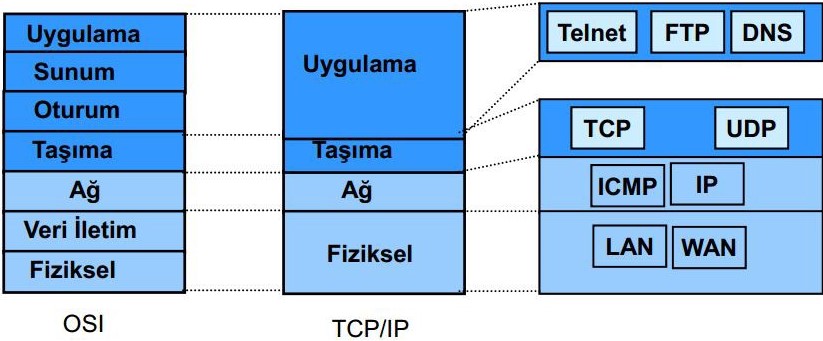 Uygulama
Sunum
Oturum
Taşıma
Ağ
Veri İletim
Fiziksel
OSI
Uygulama
Taşıma
Ağ
Fiziksel
TCP/IP
Telnet FTP DNS
TCP UDP
ICMP IP
LAN WAN